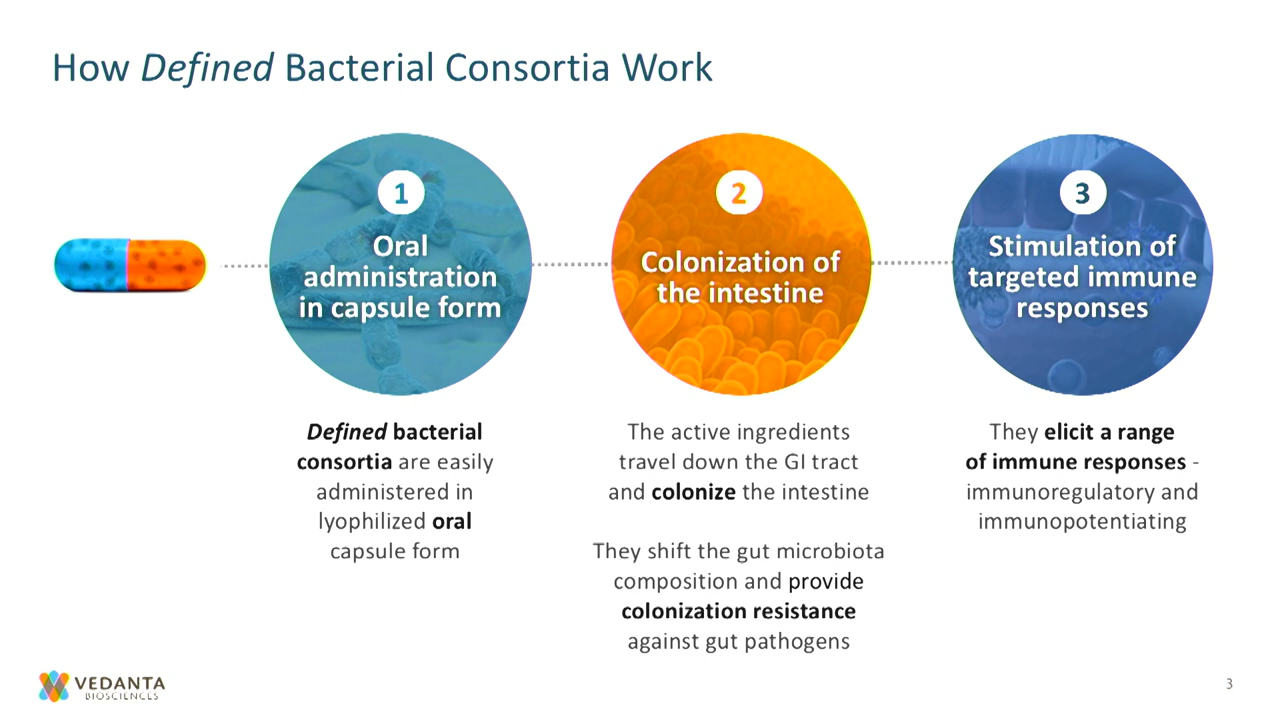 How Defined Bacterial Consortia Work
1
Oral
administration
in capsule form
2
Colonization of
the intestine
3
Stimulation of
targeted immune
responses
Defined bacterial
consortia are easily
administered in
lyophilized oral
capsule form
The active ingredients
travel down the GI tract
and colonize the intestine
They shift the gut microbiota
composition and provide
colonization resistance
against gut pathogens
They elicit a range
of immune responses -
immunoregulatory and
immunopotentiating
VEDANTA
BIOSCIENCES
3